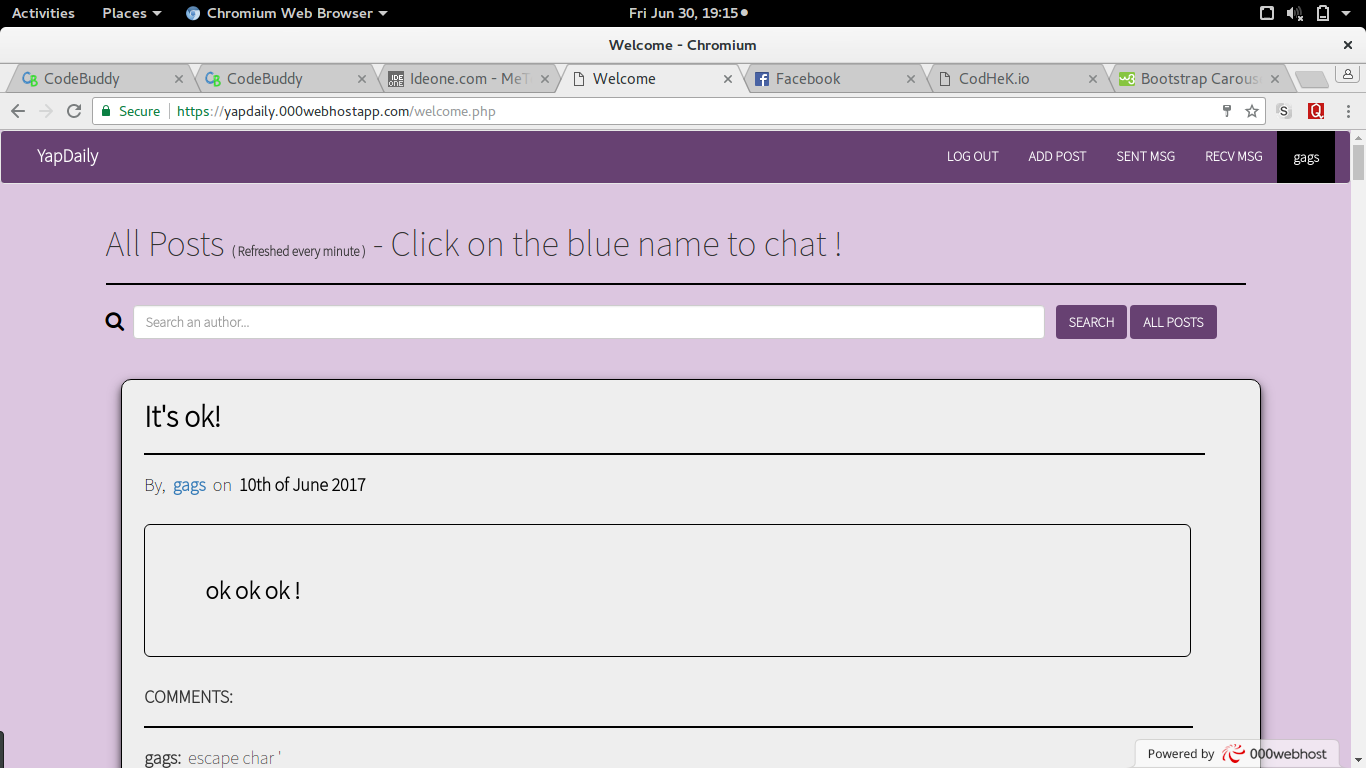 Activities Places Chromium Web Browser Fri Jun 30, 19:15
Welcome - Chromium
CodeBuddy CodeBuddy Ideone.com - MeT Welcome Facebook CodHeK.io Bootstrap Carous
Secure https://yapdaily.000webhostapp.com/welcome.php
YapDaily LOG OUT ADD POST SENT MSG RECV MSG gags
All Posts ( Refreshed every minute ) - Click on the blue name to chat !
Search an author... SEARCH ALL POSTS
It's ok!
By, gags on 10th of June 2017
ok ok ok !
COMMENTS:
gags: escape char '
Powered by 000webhost